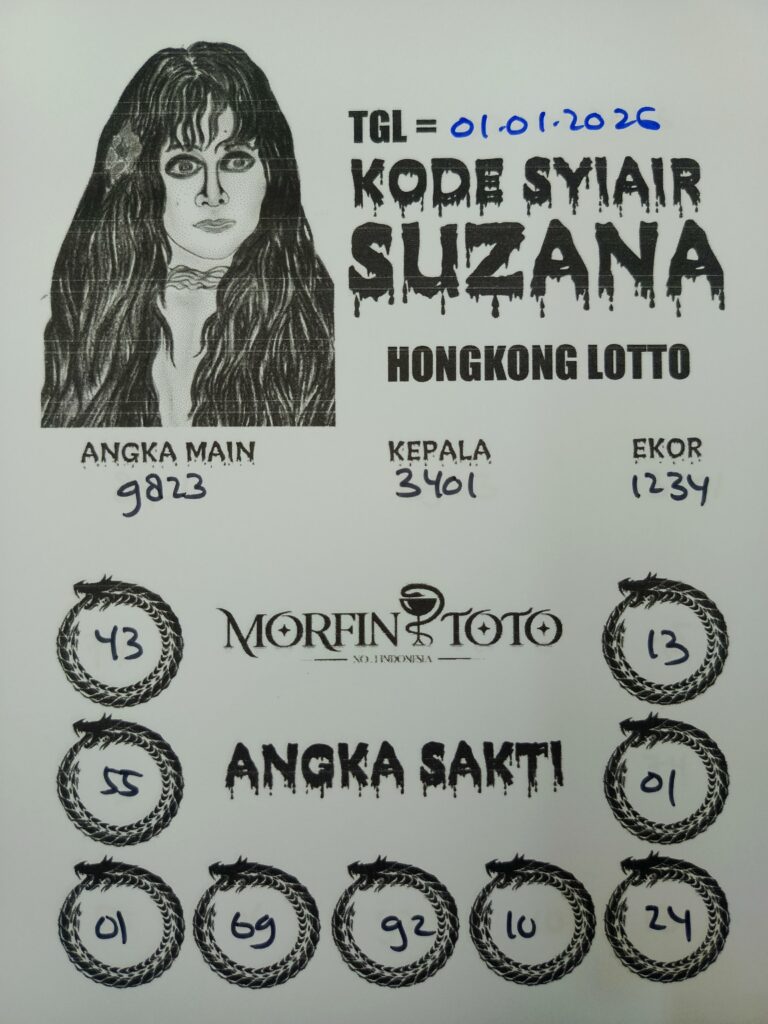 TGL = 01.01.2026
KODE SYIAIR
SUZANA
HONGKONG LOTTO
ANGKA MAIN KEPALA EKOR
9823 3401 1234
MORFIN TOTO
NO.1 INDONESIA
43 13
ANGKA SAKTI
55 01
01 69 92 10 24